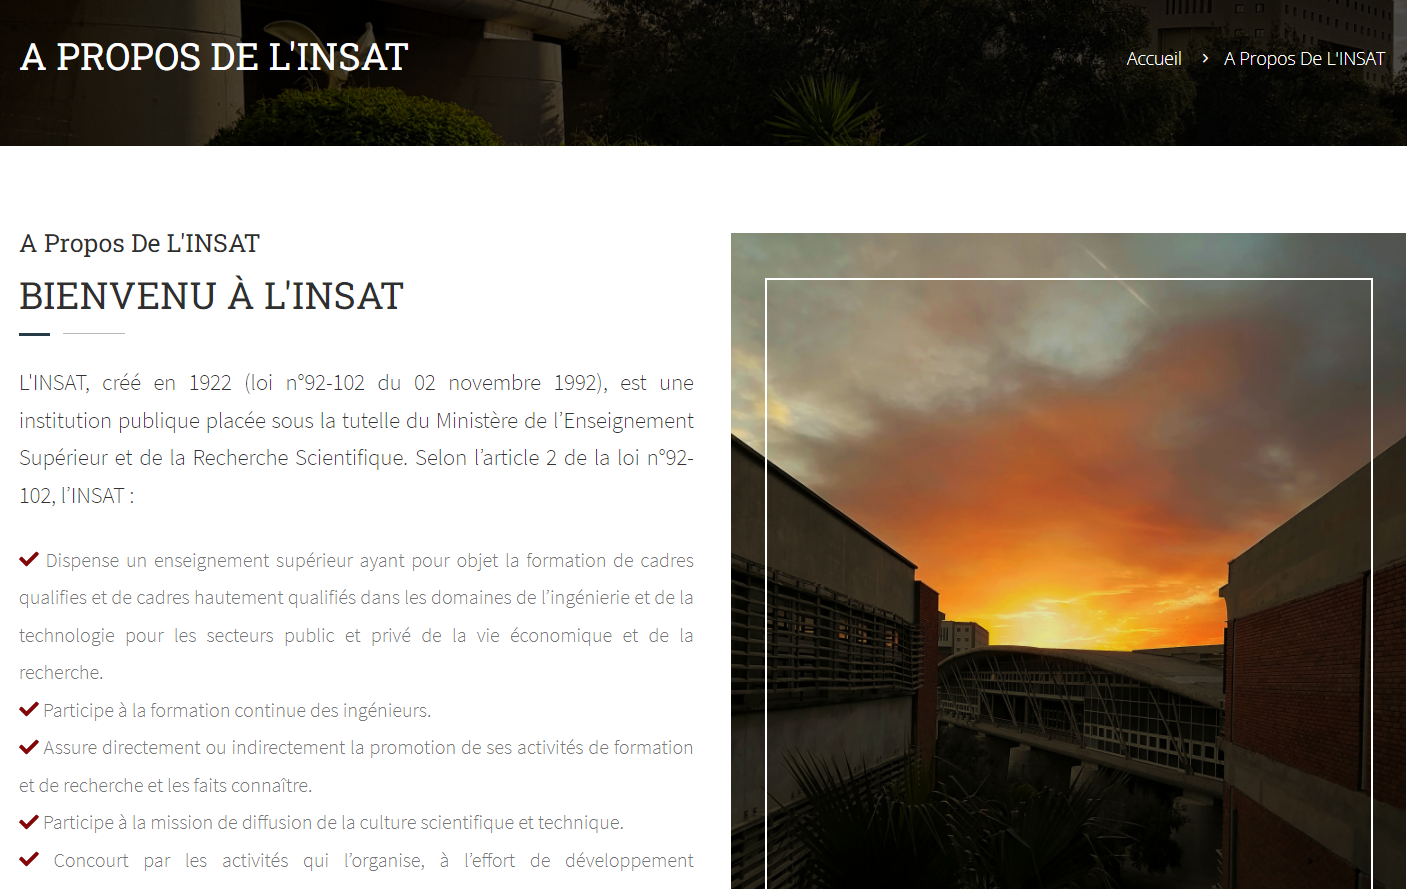 A PROPOS DE L'INSAT
Accueil > A Propos De L'INSAT
A Propos De L'INSAT
BIENVENU À L'INSAT
L'INSAT, créé en 1922 (loi n°92-102 du 02 novembre 1992), est une
institution publique placée sous la tutelle du Ministère de l’Enseignement
Supérieur et de la Recherche Scientifique. Selon l’article 2 de la loi n°92-
102, l’INSAT :
✔ Dispense un enseignement supérieur ayant pour objet la formation de cadres
qualifies et de cadres hautement qualifiés dans les domaines de l’ingénierie et de la
technologie pour les secteurs public et privé de la vie économique et de la
recherche.
✔ Participe à la formation continue des ingénieurs.
✔ Assure directement ou indirectement la promotion de ses activités de formation
et de recherche et les faits connaître.
✔ Participe à la mission de diffusion de la culture scientifique et technique.
✔ Concourt par les activités qui l’organise, à l’effort de développement